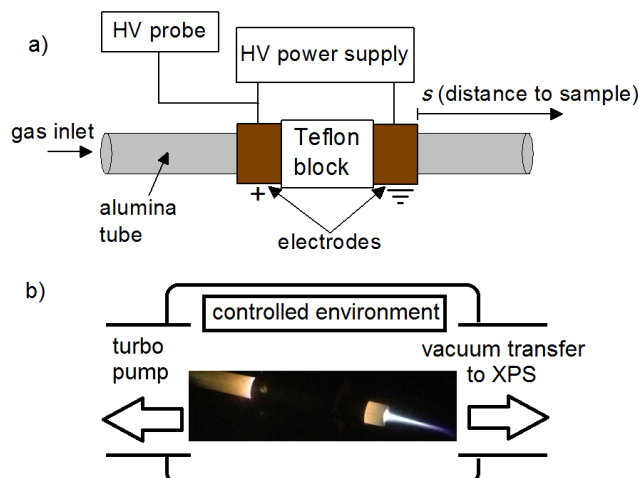 a)
HV probe
HV power supply
s (distance to sample)
gas inlet
Teflon
block
+
alumina
tube
electrodes
b)
controlled environment
turbo
pump
vacuum transfer
to XPS